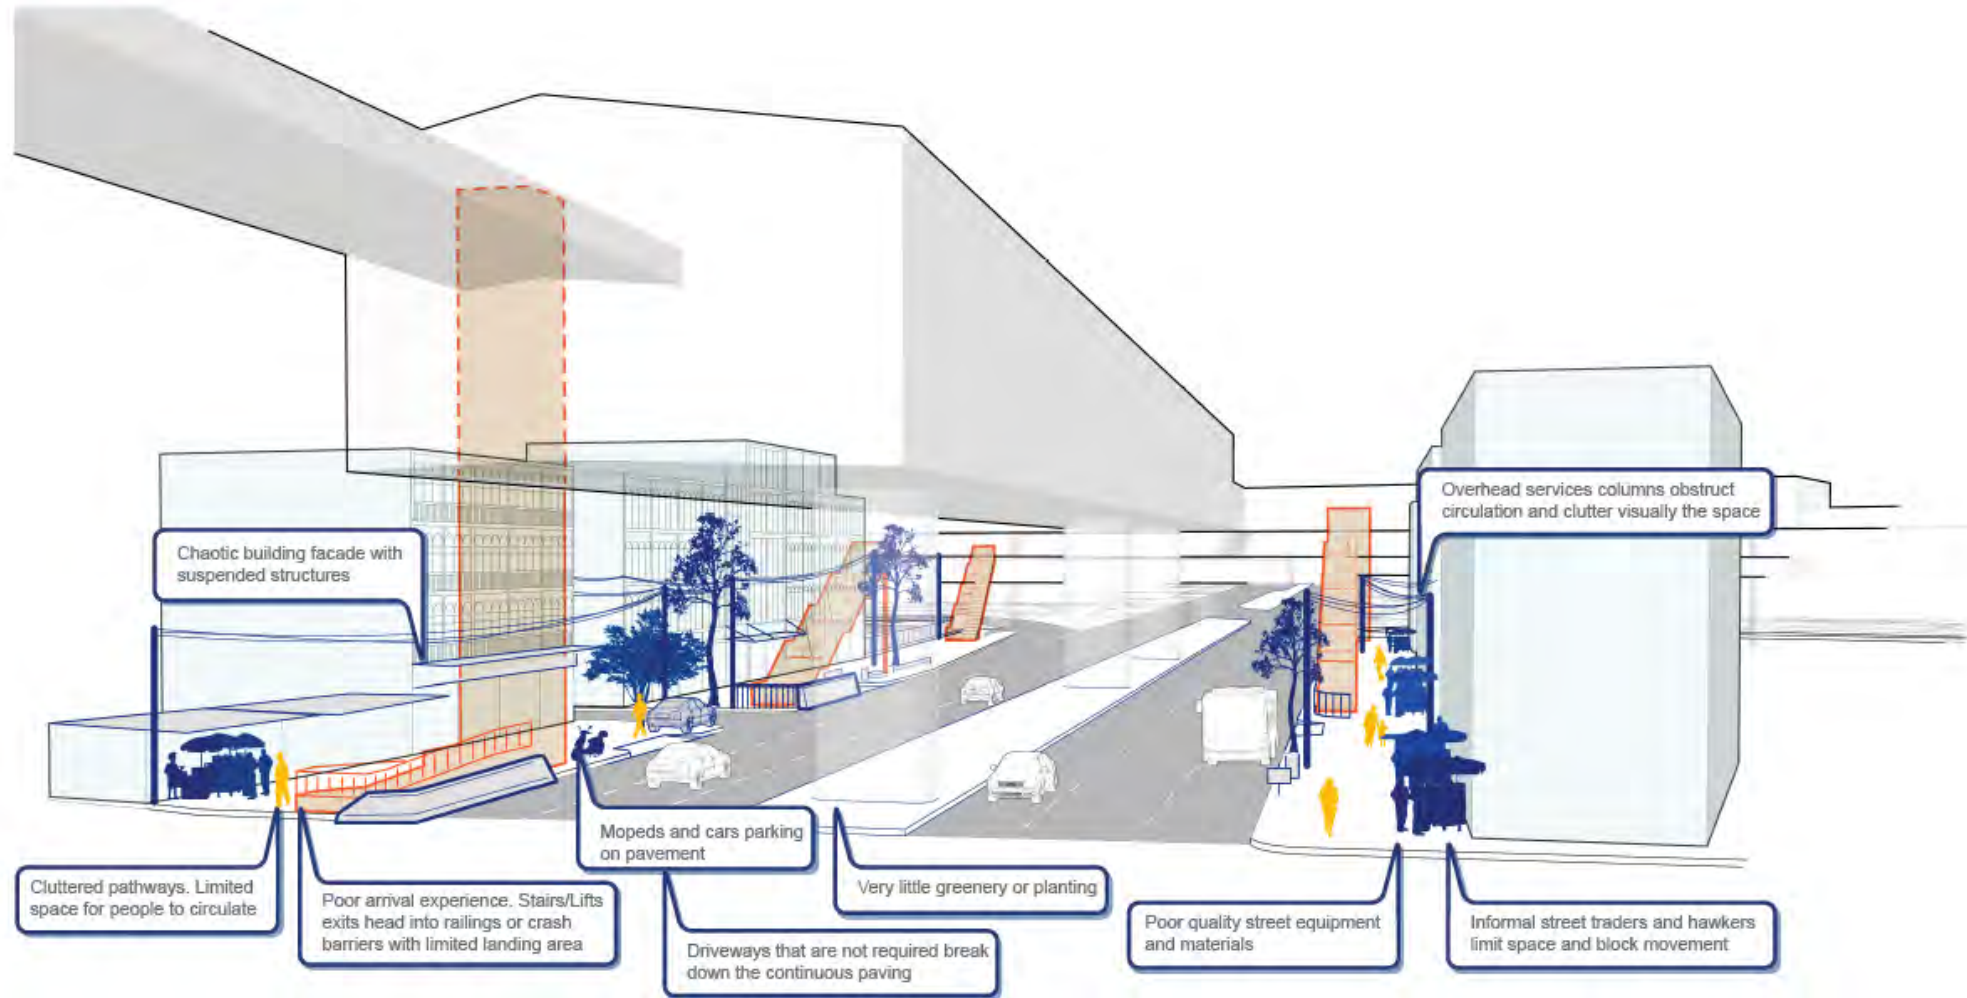 Overhead services columns obstruct
circulation and clutter visually the space
Chaotic building facade with
suspended structures
Mopeds and cars parking
on pavement
Cluttered pathways. Limited
space for people to circulate
Poor arrival experience. Stairs/Lifts
exits head into railings or crash
barriers with limited landing area
Very little greenery or planting
Driveways that are not required break
down the continuous paving
Poor quality street equipment
and materials
Informal street traders and hawkers
limit space and block movement